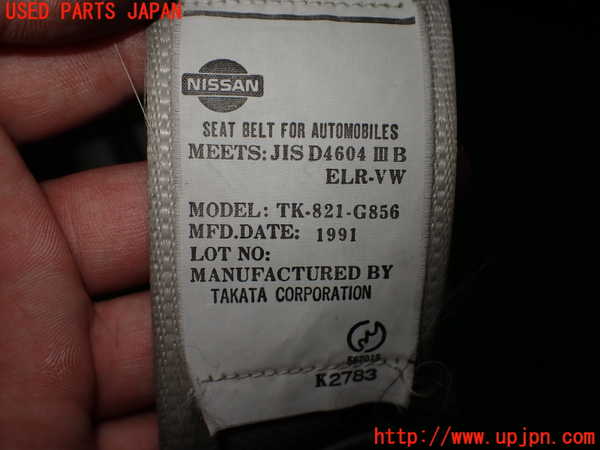 USED PARTS JAPAN
NISSAN
SEAT BELT FOR AUTOMOBILES
MEETS: JIS D4604 Ⅲ B
ELR-VW
MODEL: TK-821-G856
MFD.DATE: 1991
LOT NO:
MANUFACTURED BY
TAKATA CORPORATION
K2783
http://www.upjpn.com/